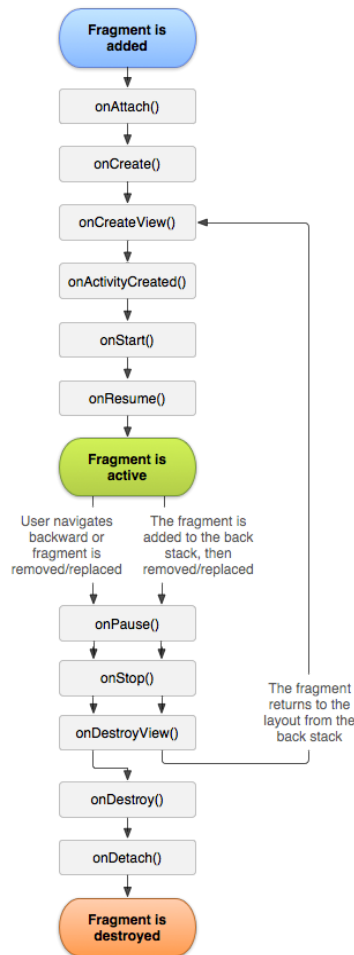 Fragment is
added
onAttach()
onCreate()
onCreateView()
onActivityCreated()
onStart()
onResume()
Fragment is
active
User navigates
backward or
fragment is
removed/replaced
The fragment is
added to the back
stack, then
removed/replaced
onPause()
onStop()
onDestroyView()
The fragment
returns to the
layout from the
back stack
onDestroy()
onDetach()
Fragment is
destroyed